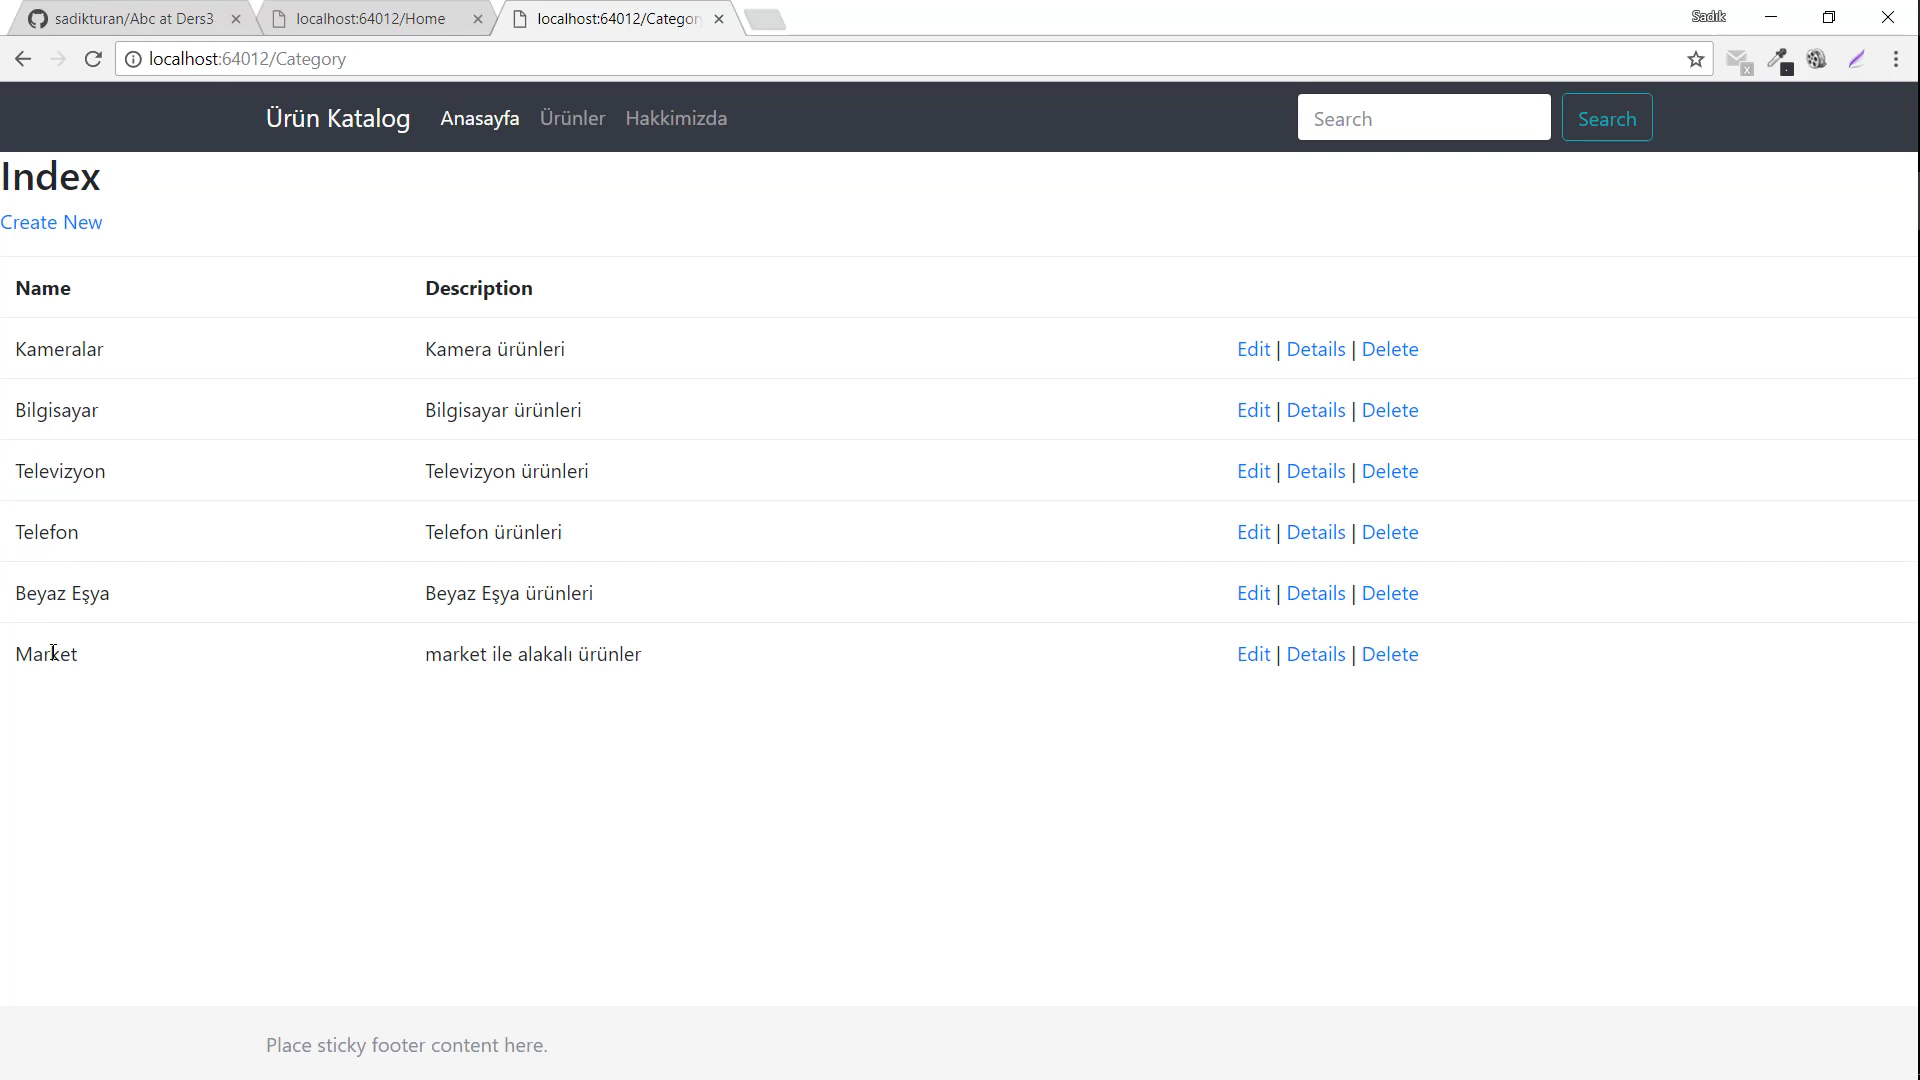 sadikturan/Abc at Ders3
localhost:64012/Home
localhost:64012/Categor
Sadık
localhost:64012/Category
Ürün Katalog Anasayfa Ürünler Hakkimizda Search Search
Index
Create New
Name Description
Kameralar Kamera ürünleri Edit | Details | Delete
Bilgisayar Bilgisayar ürünleri Edit | Details | Delete
Televizyon Televizyon ürünleri Edit | Details | Delete
Telefon Telefon ürünleri Edit | Details | Delete
Beyaz Eşya Beyaz Eşya ürünleri Edit | Details | Delete
Market market ile alakalı ürünler Edit | Details | Delete
Place sticky footer content here.